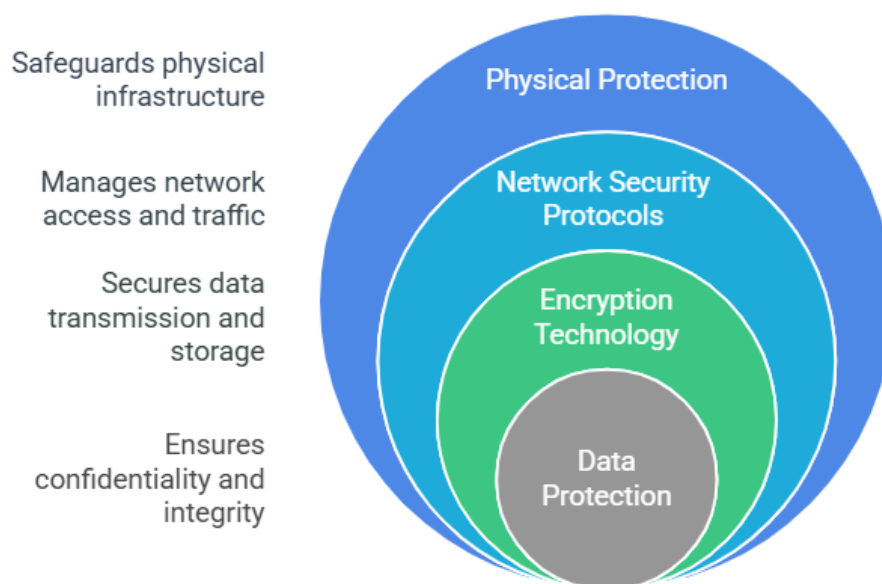 Safeguards physical
infrastructure
Physical Protection
Manages network
access and traffic
Network Security
Protocols
Secures data
transmission and
storage
Encryption
Technology
Ensures
confidentiality and
integrity
Data
Protection